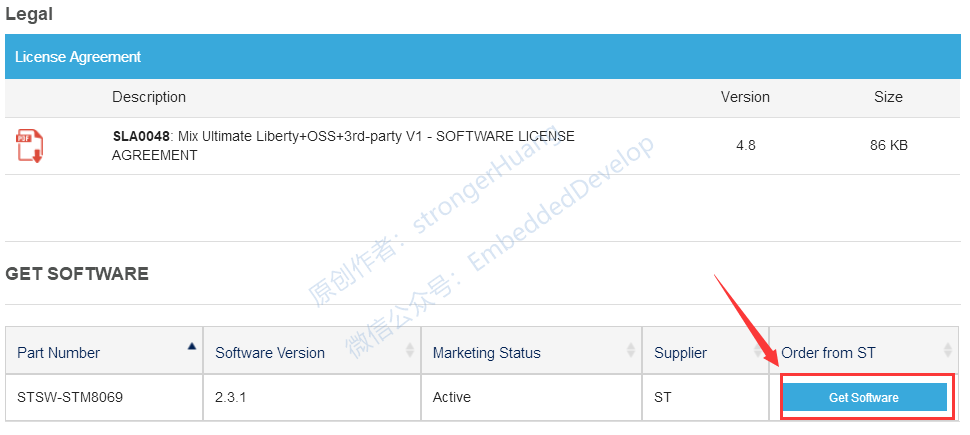 Legal
License Agreement
Description Version Size
PDF
SLA0048: Mix Ultimate Liberty+OSS+3rd-party V1 - SOFTWARE LICENSE
AGREEMENT
4.8 86 KB
原创作者：strongerHuang
微信公众号：EmbeddedDevelop
GET SOFTWARE
Part Number Software Version Marketing Status Supplier Order from ST
STSW-STM8069 2.3.1 Active ST Get Software